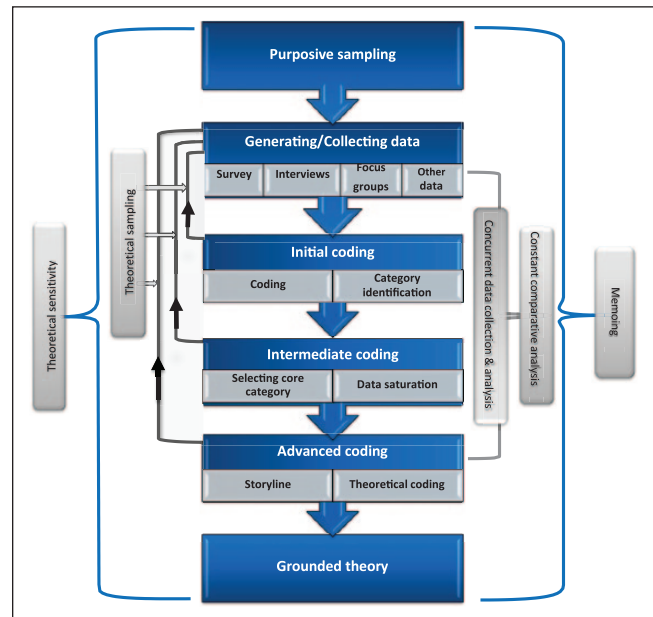 Purposive sampling
Generating/Collecting data
Survey
Interviews
Focus
groups
Other
data
Initial coding
Coding
Category
identification
Intermediate coding
Selecting core
category
Data saturation
Advanced coding
Storyline
Theoretical coding
Grounded theory
Theoretical sensitivity
Theoretical sampling
Concurrent data collection & analysis
Constant comparative analysis
Memoing